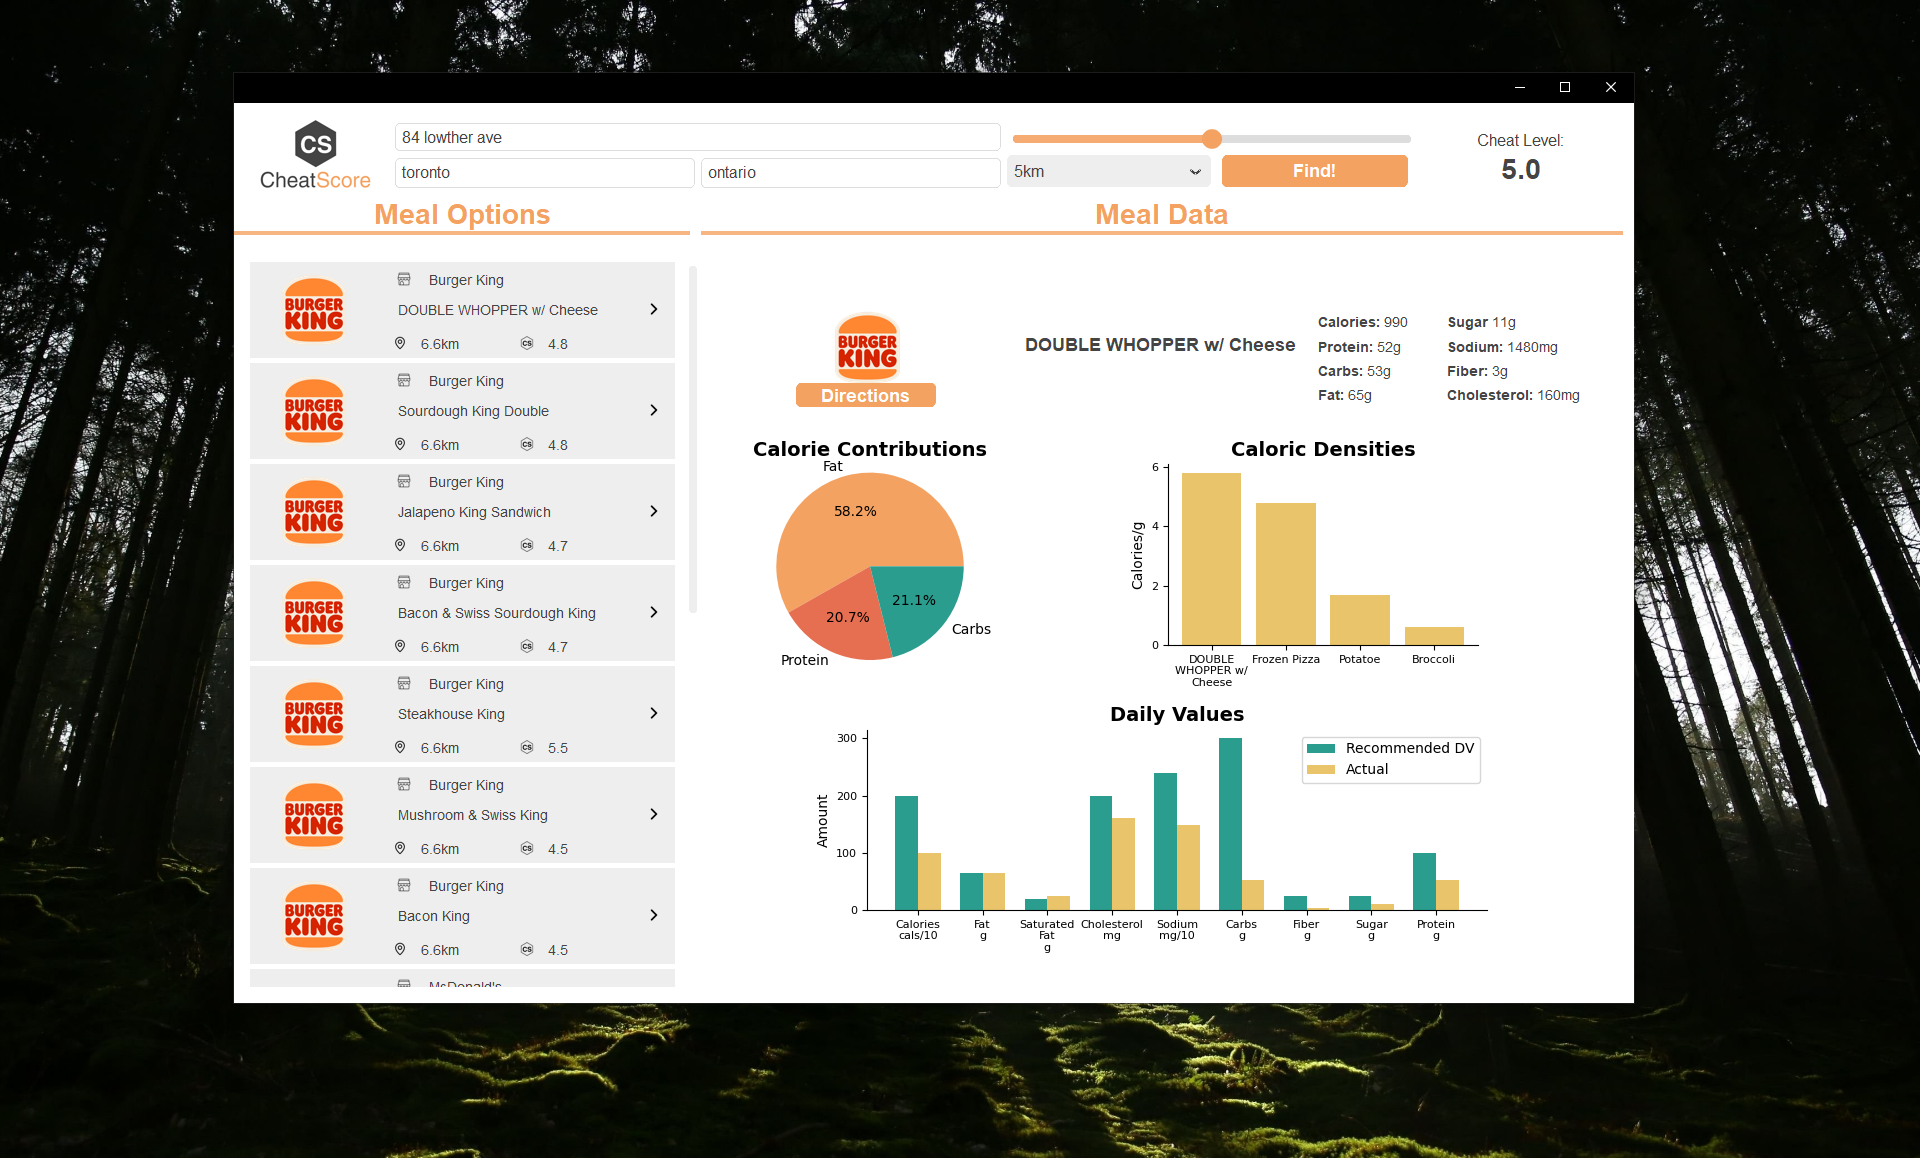 CS
CheatScore
84 lowther ave
toronto
ontario
5km
Find!
Cheat Level:
5.0
Meal Options
Meal Data
BURGER KING
Burger King
DOUBLE WHOPPER w/ Cheese
6.6km
CS
4.8
BURGER KING
Burger King
Sourdough King Double
6.6km
CS
4.8
BURGER KING
Burger King
Jalapeno King Sandwich
6.6km
CS
4.7
BURGER KING
Burger King
Bacon & Swiss Sourdough King
6.6km
CS
4.7
BURGER KING
Burger King
Steakhouse King
6.6km
CS
5.5
BURGER KING
Burger King
Mushroom & Swiss King
6.6km
CS
4.5
BURGER KING
Burger King
Bacon King
6.6km
CS
4.5
McDonald's
BURGER KING
Directions
DOUBLE WHOPPER w/ Cheese
Calories: 990
Protein: 52g
Carbs: 53g
Fat: 65g
Sugar 11g
Sodium: 1480mg
Fiber: 3g
Cholesterol: 160mg
Calorie Contributions
Fat
58.2%
21.1%
20.7%
Carbs
Protein
Caloric Densities
Calories/g
6
4
2
0
DOUBLE
WHOPPER w/
Cheese
Frozen Pizza
Potatoe
Broccoli
Daily Values
Amount
300
200
100
0
Recommended DV
Actual
Calories
cals/10
Fat
g
Saturated
Fat
g
Cholesterol
mg
Sodium
mg/10
Carbs
g
Fiber
g
Sugar
g
Protein
g